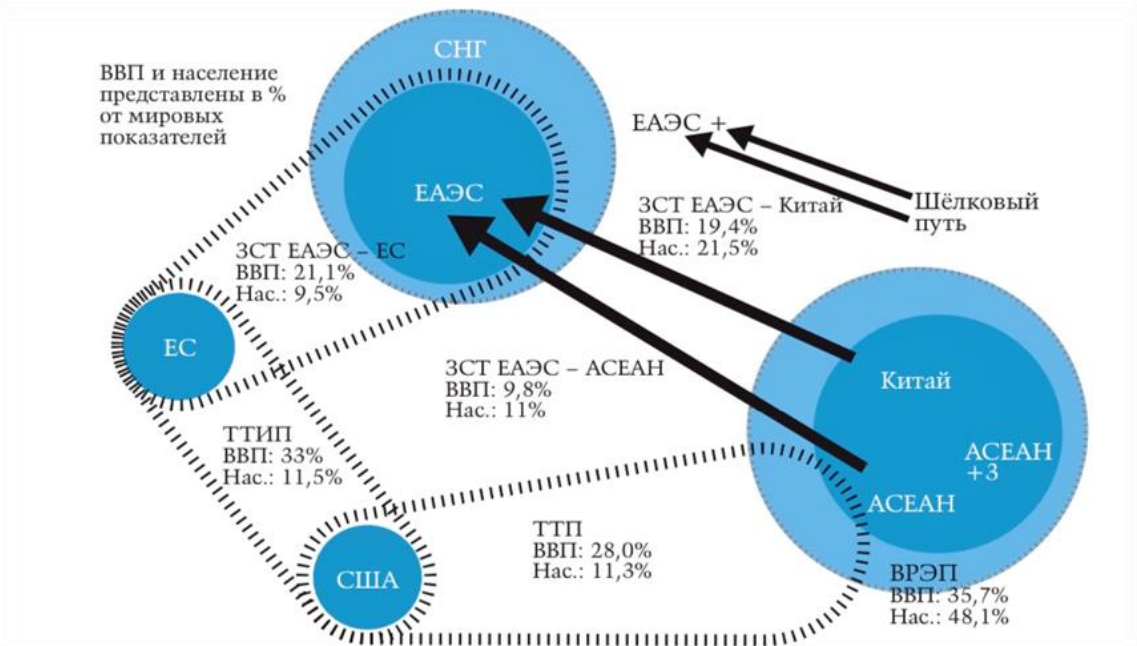 СНГ
ВВП и население
представлены в %
от мировых
показателей
ЕАЭС +
ЕАЭС
ЗСТ ЕАЭС – Китай
ВВП: 19,4%
Нас.: 21,5%
Шёлковый
путь
ЗСТ ЕАЭС – ЕС
ВВП: 21,1%
Нас.: 9,5%
ЕС
ЗСТ ЕАЭС – АСЕАН
ВВП: 9,8%
Нас.: 11%
Китай
АСЕАН
+3
АСЕАН
ТТИП
ВВП: 33%
Нас.: 11,5%
ТТП
ВВП: 28,0%
Нас.: 11,3%
США
ВРЭП
ВВП: 35,7%
Нас.: 48,1%